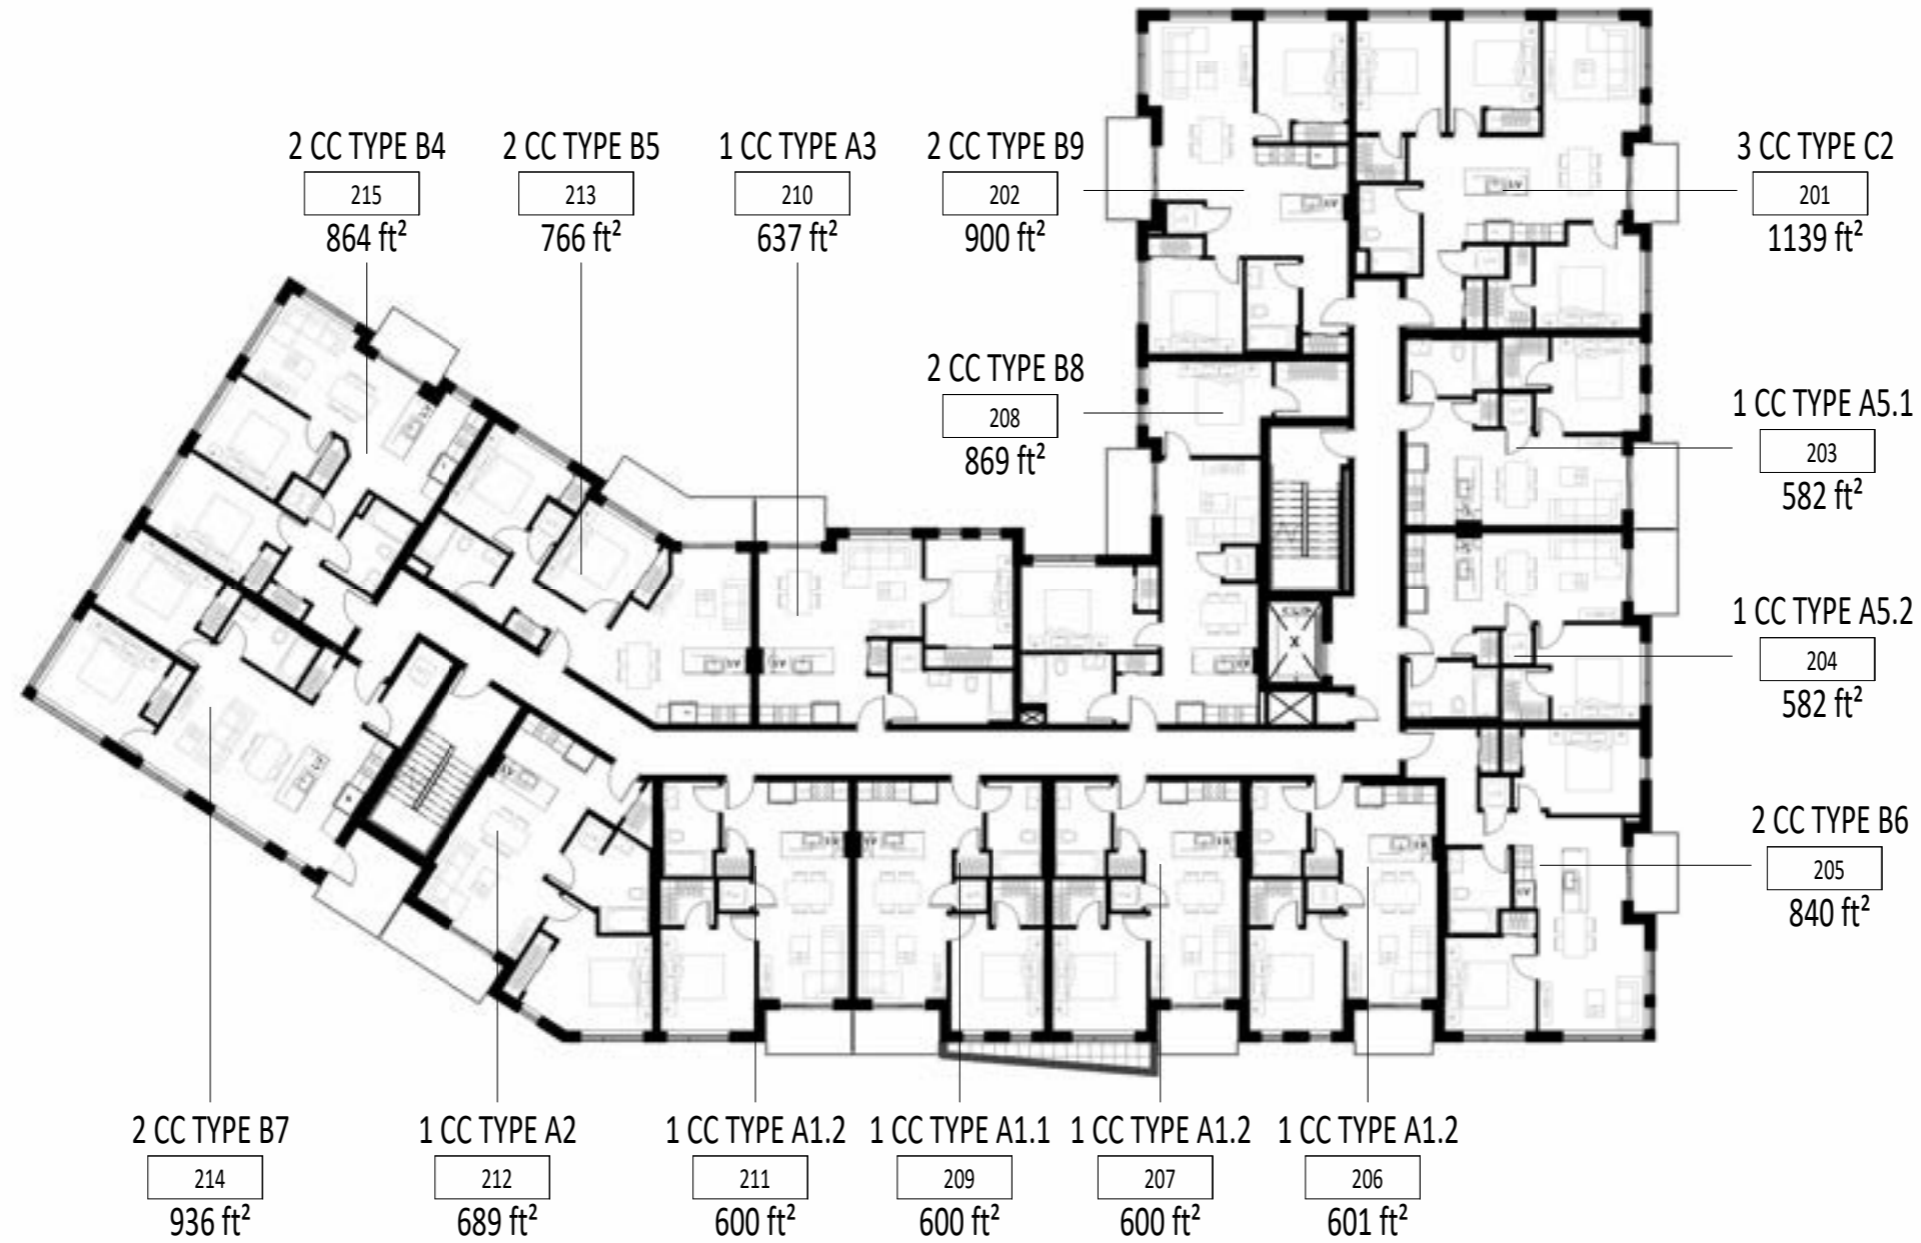 2 CC TYPE B4
215
864 ft²
2 CC TYPE B5
213
766 ft²
1 CC TYPE A3
210
637 ft²
2 CC TYPE B9
202
900 ft²
3 CC TYPE C2
201
1139 ft²
2 CC TYPE B8
208
869 ft²
1 CC TYPE A5.1
203
582 ft²
1 CC TYPE A5.2
204
582 ft²
2 CC TYPE B6
205
840 ft²
2 CC TYPE B7
214
936 ft²
1 CC TYPE A2
212
689 ft²
1 CC TYPE A1.2
211
600 ft²
1 CC TYPE A1.1
209
600 ft²
1 CC TYPE A1.2
207
600 ft²
1 CC TYPE A1.2
206
601 ft²